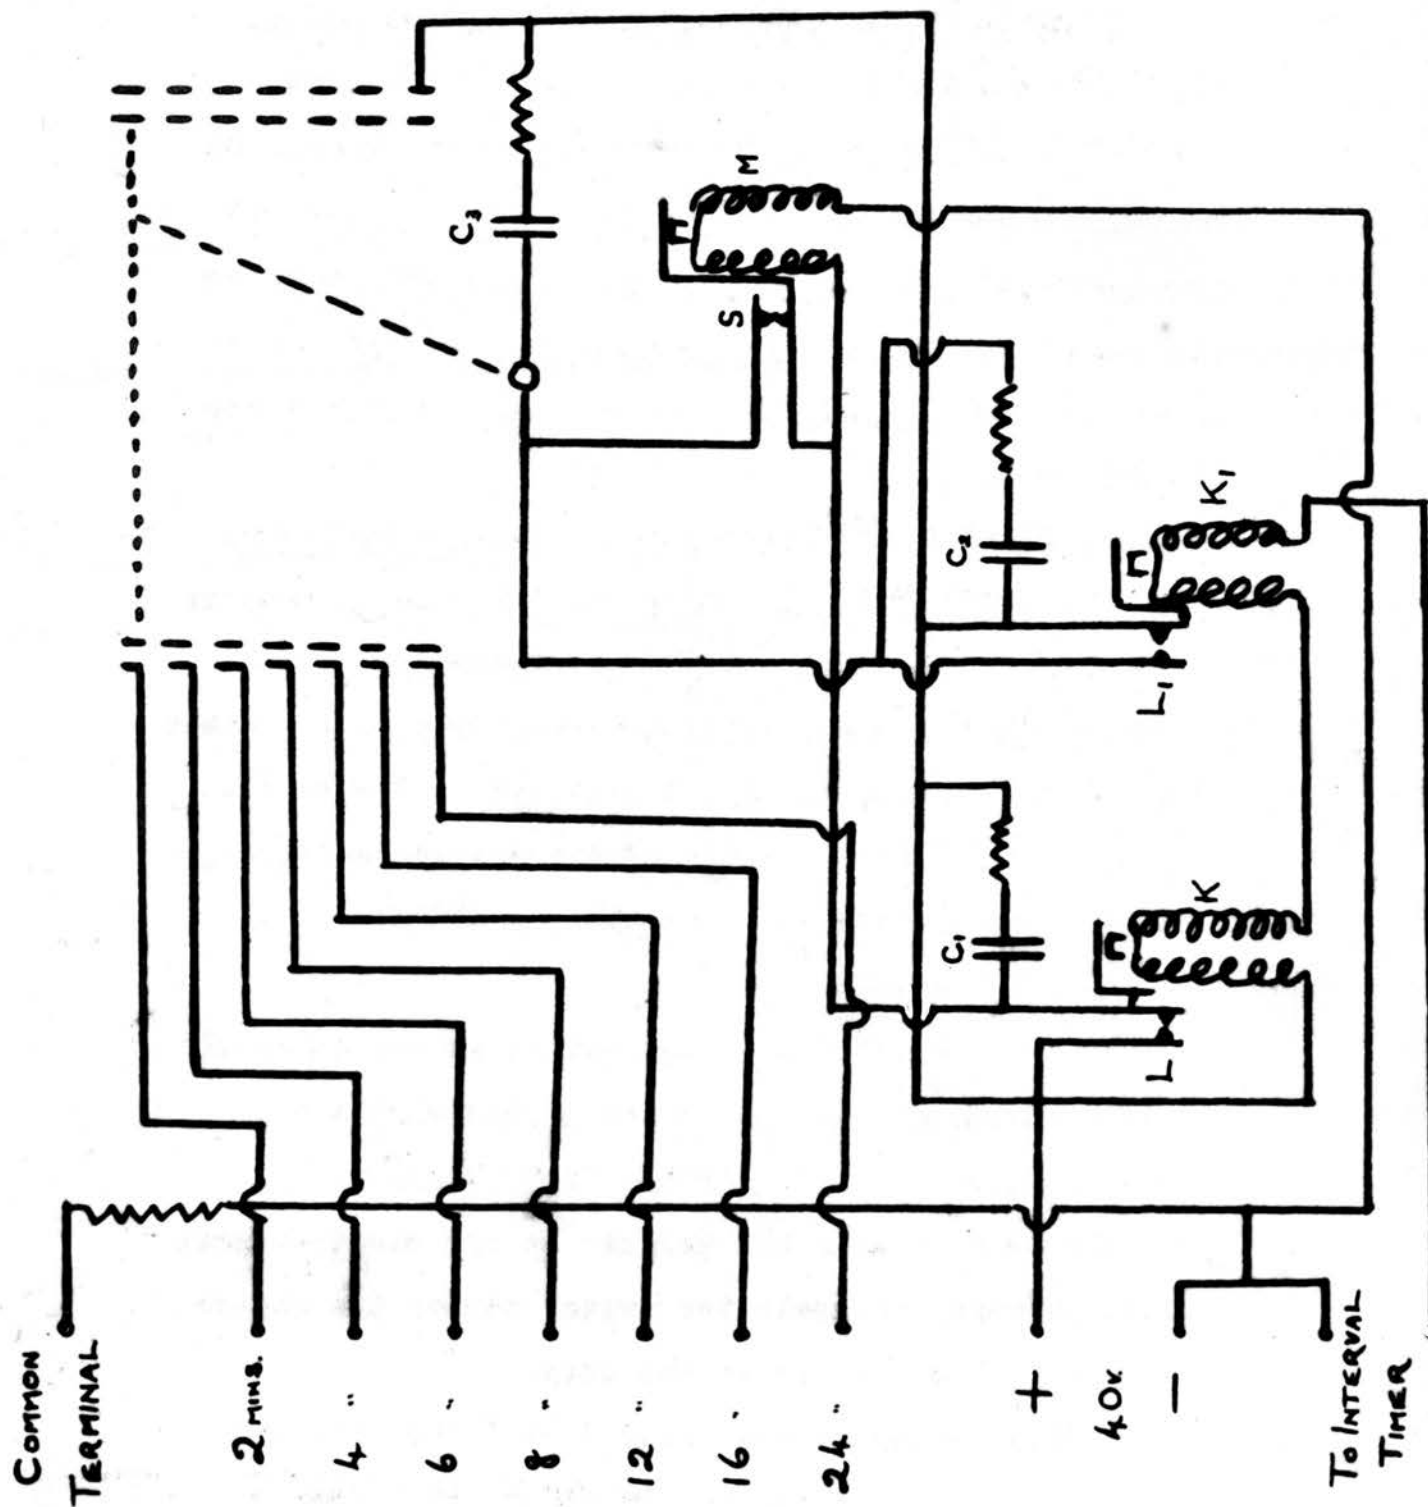 COMMON
TERMINAL
2 MINS.
4 "
6 "
8 "
12 "
16 "
24 "
+
40v.
—
TO INTERVAL
TIMER
C₃
M
S
C₂
K₁
L₁
C₁
K
L